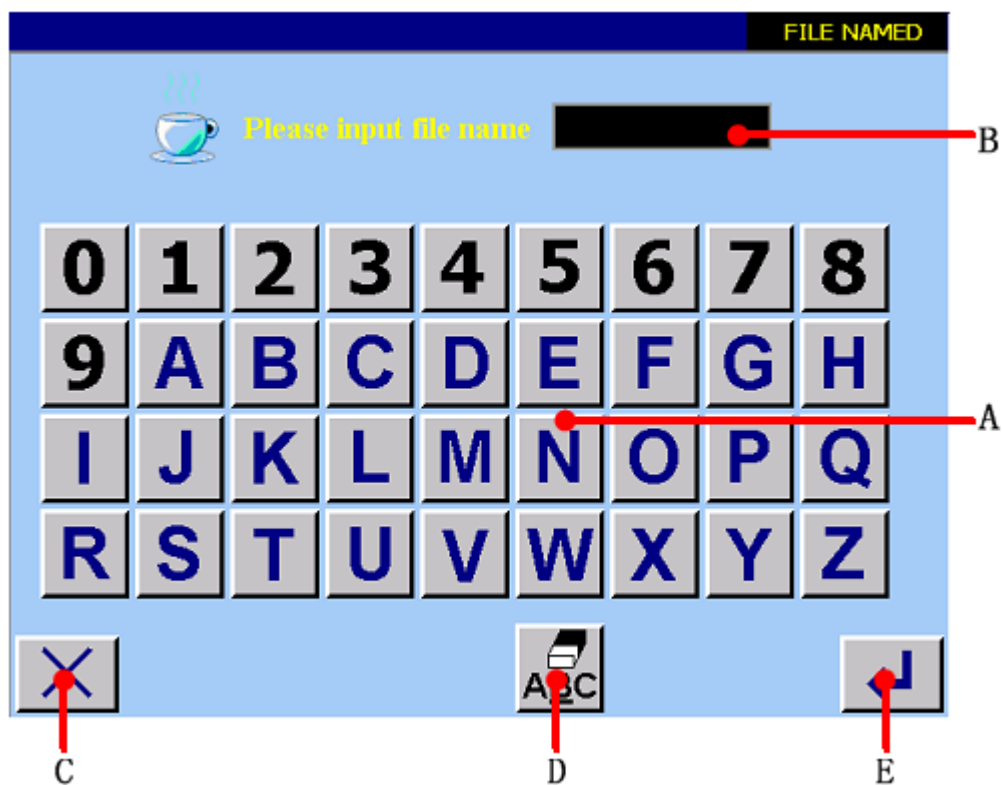 FILE NAMED
Please input file name
B
0 1 2 3 4 5 6 7 8
9 A B C D E F G H
A
I J K L M N O P Q
R S T U V W X Y Z
ABC
C D E